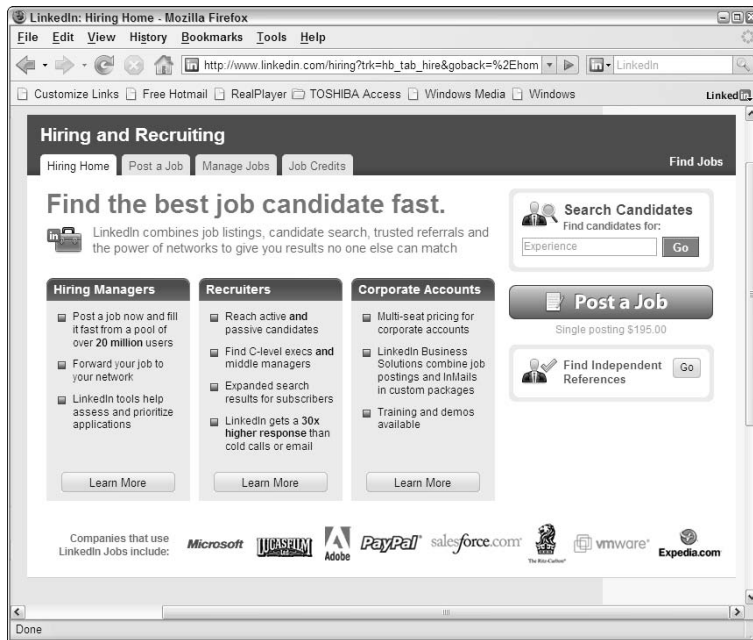 LinkedIn: Hiring Home - Mozilla Firefox
File Edit View History Bookmarks Tools Help
http://www.linkedin.com/hiring?trk=hb_tab_hire&goback=%2Ehom
LinkedIn
Customize Links Free Hotmail RealPlayer TOSHIBA Access Windows Media Windows
Linkedin
Hiring and Recruiting
Hiring Home Post a Job Manage Jobs Job Credits
Find Jobs
Find the best job candidate fast.
LinkedIn combines job listings, candidate search, trusted referrals and
the power of networks to give you results no one else can match
Search Candidates
Find candidates for:
Experience Go
Post a Job
Single posting $195.00
Find Independent
References
Go
Hiring Managers
Post a job now and fill
it fast from a pool of
over 20 million users
Forward your job to
your network
LinkedIn tools help
assess and prioritize
applications
Learn More
Recruiters
Reach active and
passive candidates
Find C-level execs and
middle managers
Expanded search
results for subscribers
LinkedIn gets a 30x
higher response than
cold calls or email
Learn More
Corporate Accounts
Multi-seat pricing for
corporate accounts
LinkedIn Business
Solutions combine job
postings and InMails
in custom packages
Training and demos
available
Learn More
Companies that use
LinkedIn Jobs include:
Microsoft
LUCASFILM
Ltd
Adobe
PayPal
salesforce.com
The Ritz-Carlton
vmware
Expedia.com
Done